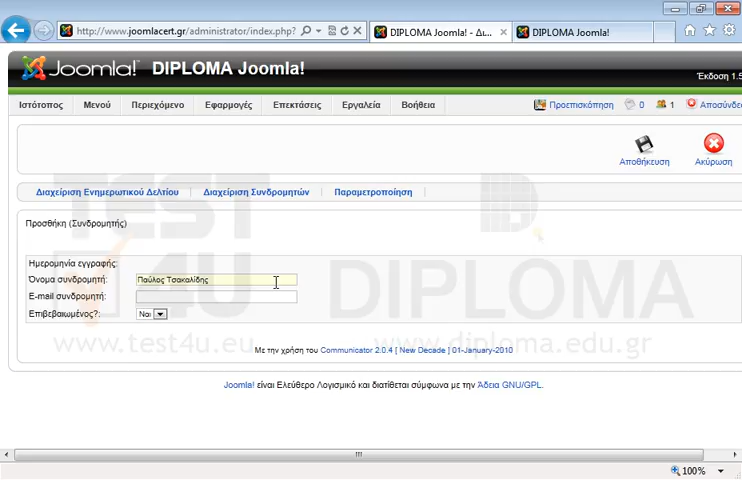 http://www.joomlacert.gr/administrator/index.php?
DIPLOMA Joomla! - Δι...
DIPLOMA Joomla!
Joomla! DIPLOMA Joomla!
Έκδοση 1.5
Ιστότοπος Μενού Περιεχόμενο Εφαρμογές Επεκτάσεις Εργαλεία Βοήθεια Προεπισκόπηση 0 1 Αποσύνδε
Αποθήκευση Ακύρωση
Διαχείριση Ενημερωτικού Δελτίου Διαχείριση Συνδρομητών Παραμετροποίηση
Προσθήκη (Συνδρομητής)
Ημερομηνία εγγραφής:
Όνομα συνδρομητή: Παύλος Τσακαλίδης
E-mail συνδρομητή:
Επιβεβαιωμένος?: Ναι
TEST4U DIPLOMA
www.test4u.eu www.diploma.edu.gr
Με την χρήση του Communicator 2.0.4 [ New Decade ] 01-January-2010
Joomla! είναι Ελεύθερο Λογισμικό και διατίθεται σύμφωνα με την Άδεια GNU/GPL.
100%